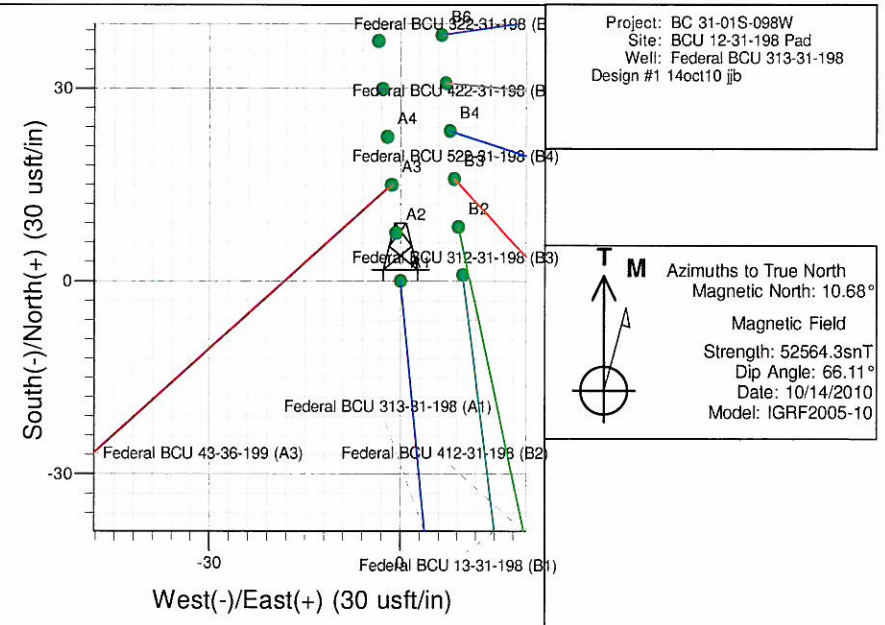 Project: BC 31-01S-098W
Site: BCU 12-31-198 Pad
Well: Federal BCU 313-31-198
Design #1 14oct10 jjb
B6
Federal BCU 322-31-198 (B
30
Federal BCU 422-31-198 (B
A4
B4
Federal BCU 522-31-198 (B4)
A3
B3
A2
B2
Federal BCU 312-31-198 (B3)
A1
0
Federal BCU 313-31-198 (A1)
Federal BCU 43-36-199 (A3)
Federal BCU 412-31-198 (B2)
-30
-30
0
Federal BCU 13-31-198 (B1)
South(-)/North(+) (30 usft/in)
West(-)/East(+) (30 usft/in)
T
M
Azimuths to True North
Magnetic North: 10.68°
Magnetic Field
Strength: 52564.3snT
Dip Angle: 66.11°
Date: 10/14/2010
Model: IGRF2005-10